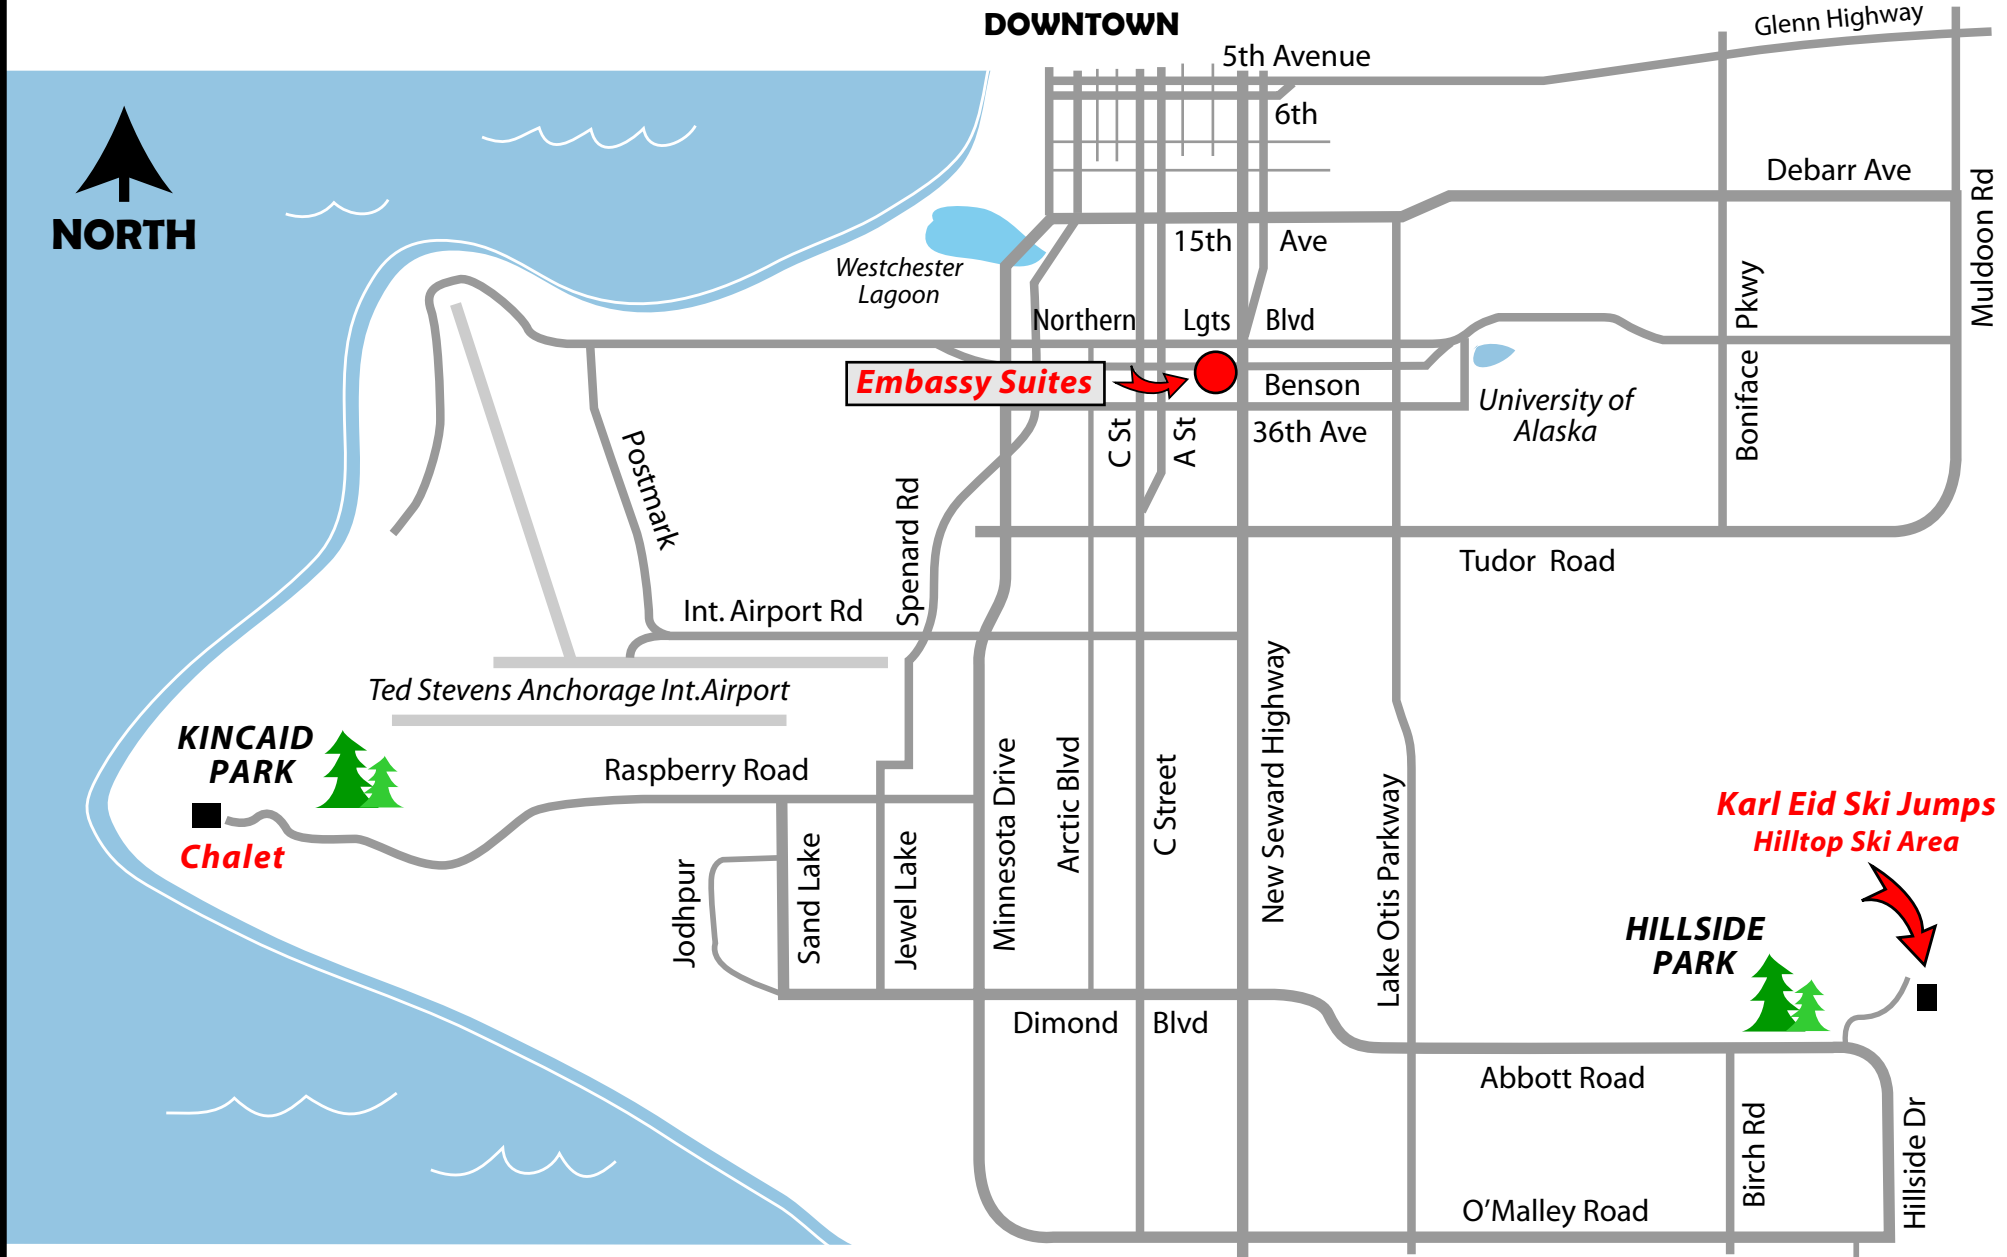 DOWNTOWN
Glenn Highway
5th Avenue
6th
NORTH
Debarr Ave
Muldoon Rd
15th Ave
Westchester
Lagoon
Northern Lgts Blvd
Boniface Pkwy
Embassy Suites
Benson
University of
Alaska
C St
A St
36th Ave
Postmark
Spenard Rd
Tudor Road
Int. Airport Rd
Ted Stevens Anchorage Int.Airport
New Seward Highway
KINCAID
PARK
Raspberry Road
Minnesota Drive
Arctic Blvd
C Street
Lake Otis Parkway
Karl Eid Ski Jumps
Hilltop Ski Area
Chalet
Jodhpur
Sand Lake
Jewel Lake
HILLSIDE
PARK
Dimond Blvd
Abbott Road
Birch Rd
Hillside Dr
O'Malley Road